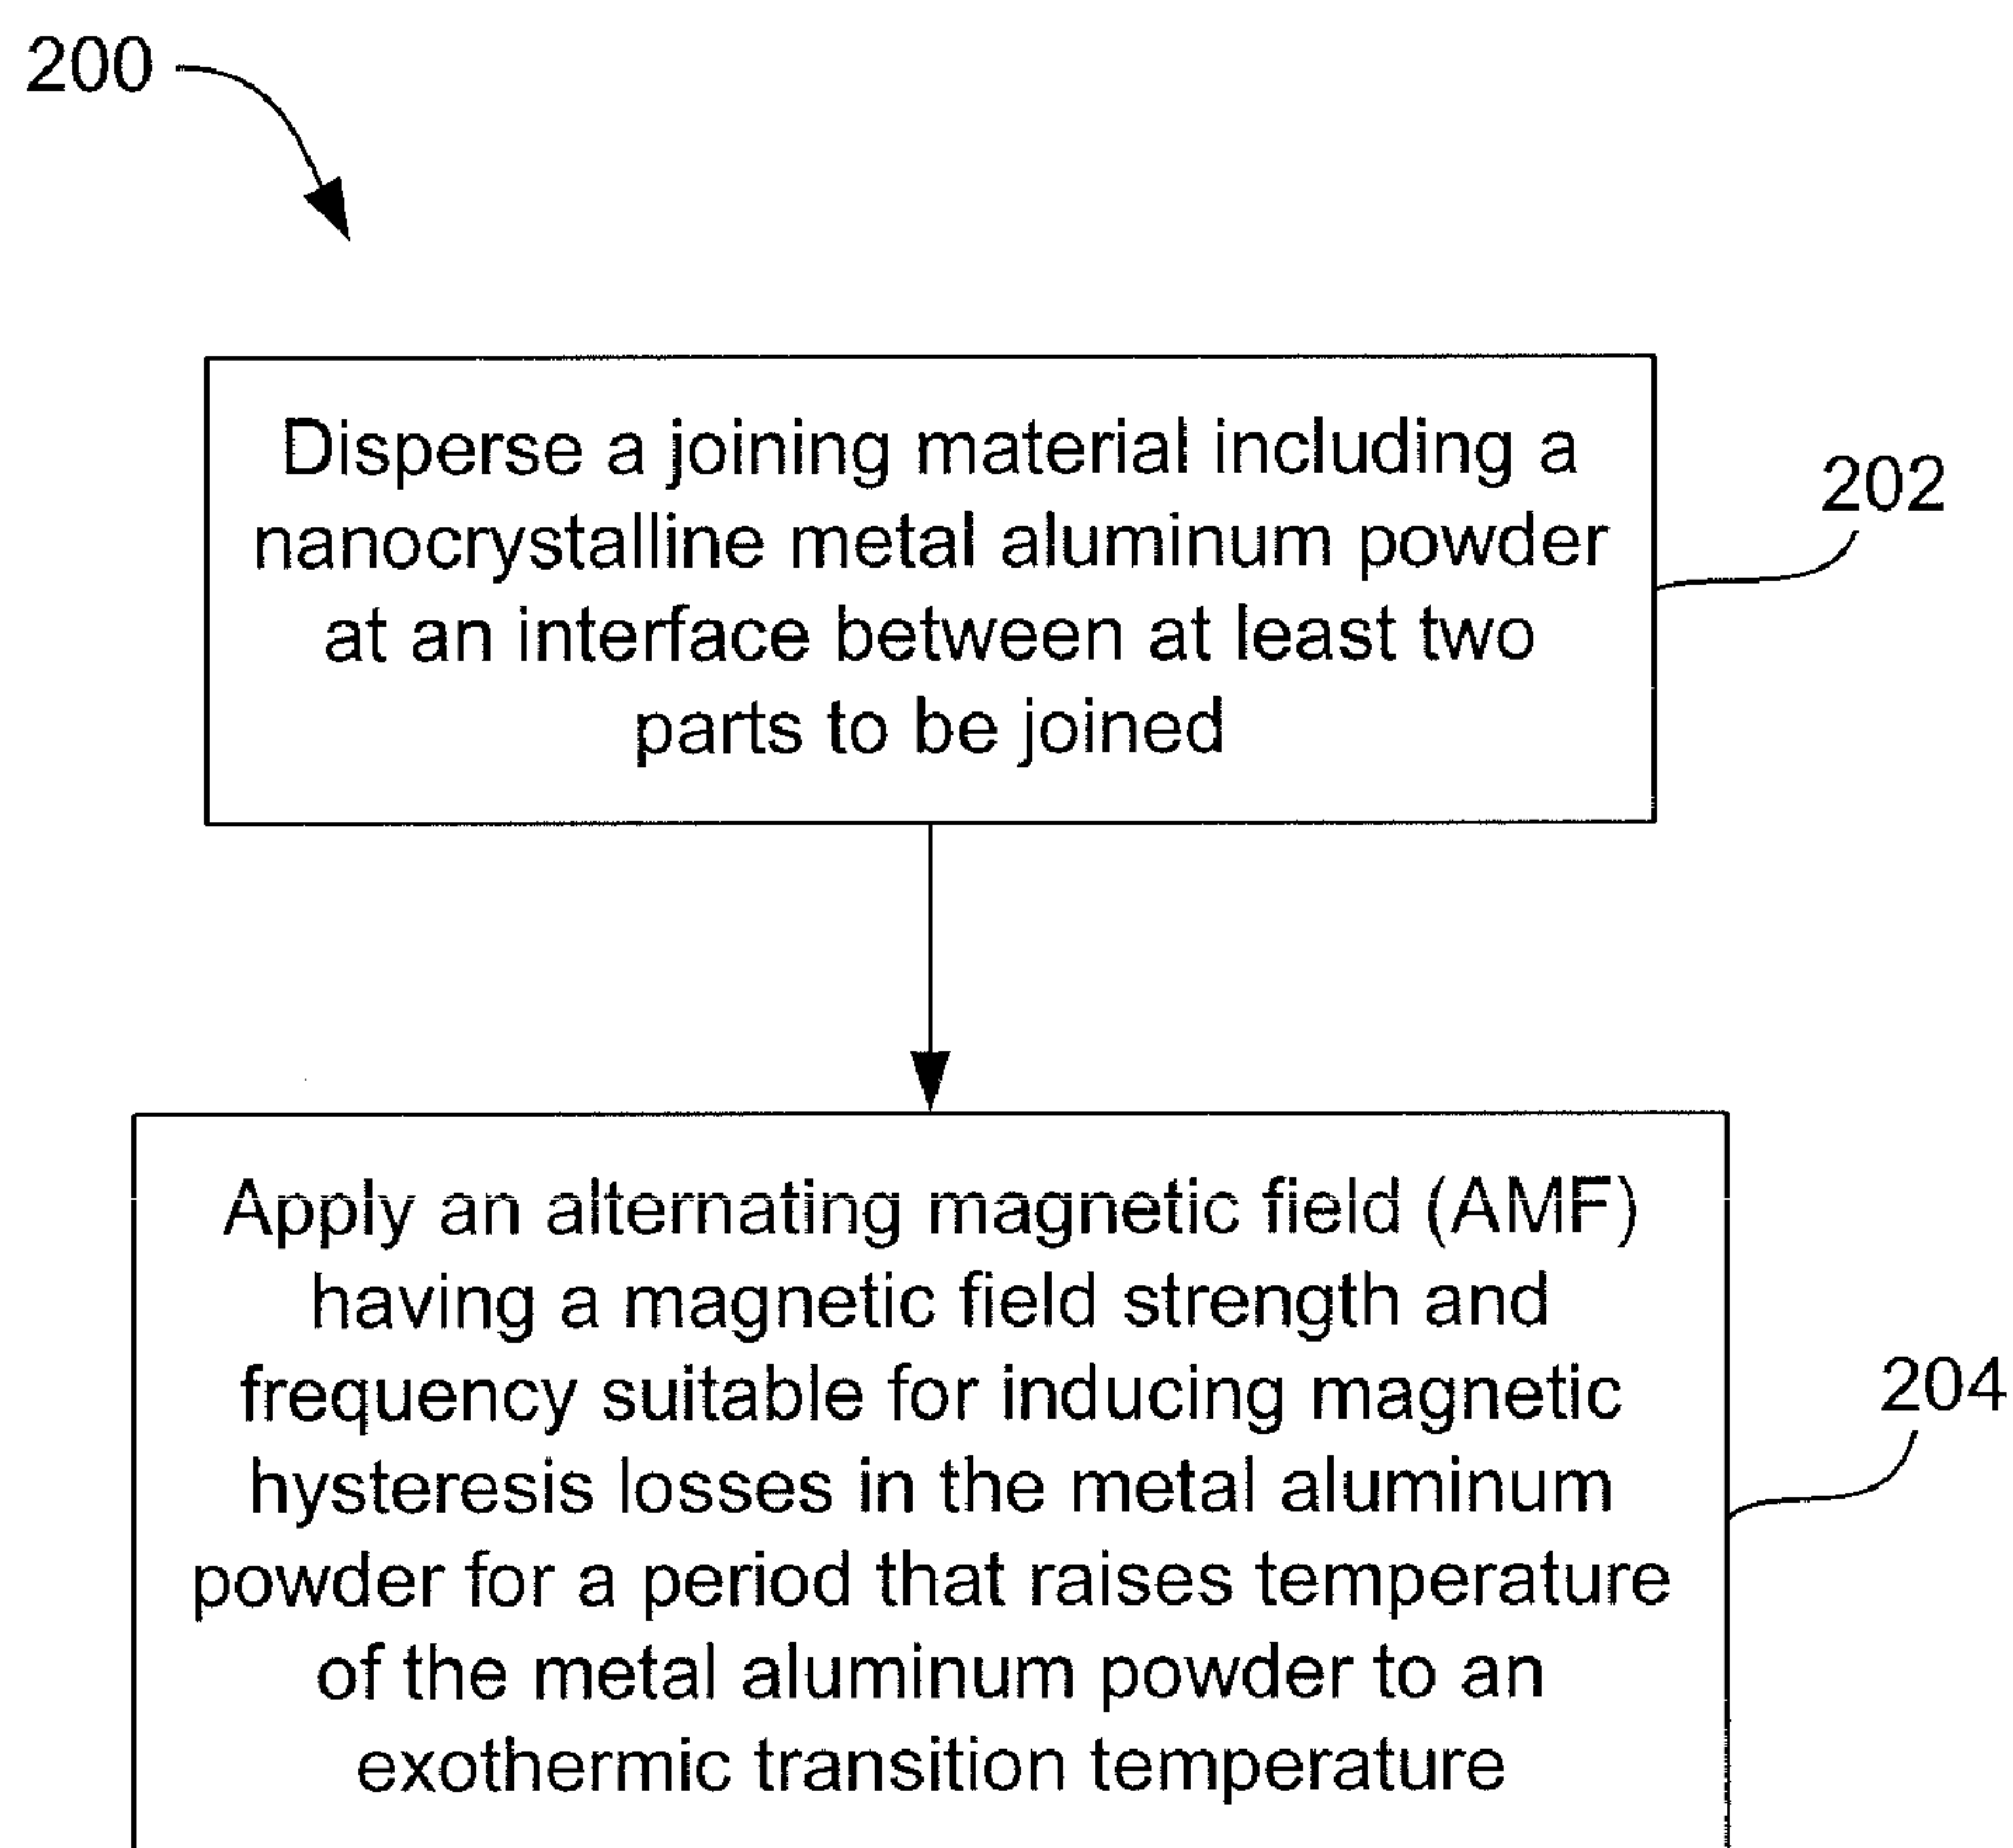 200
Disperse a joining material including a
nanocrystalline metal aluminum powder
at an interface between at least two
parts to be joined
202
Apply an alternating magnetic field (AMF)
having a magnetic field strength and
frequency suitable for inducing magnetic
hysteresis losses in the metal aluminum
powder for a period that raises temperature
of the metal aluminum powder to an
exothermic transition temperature
204